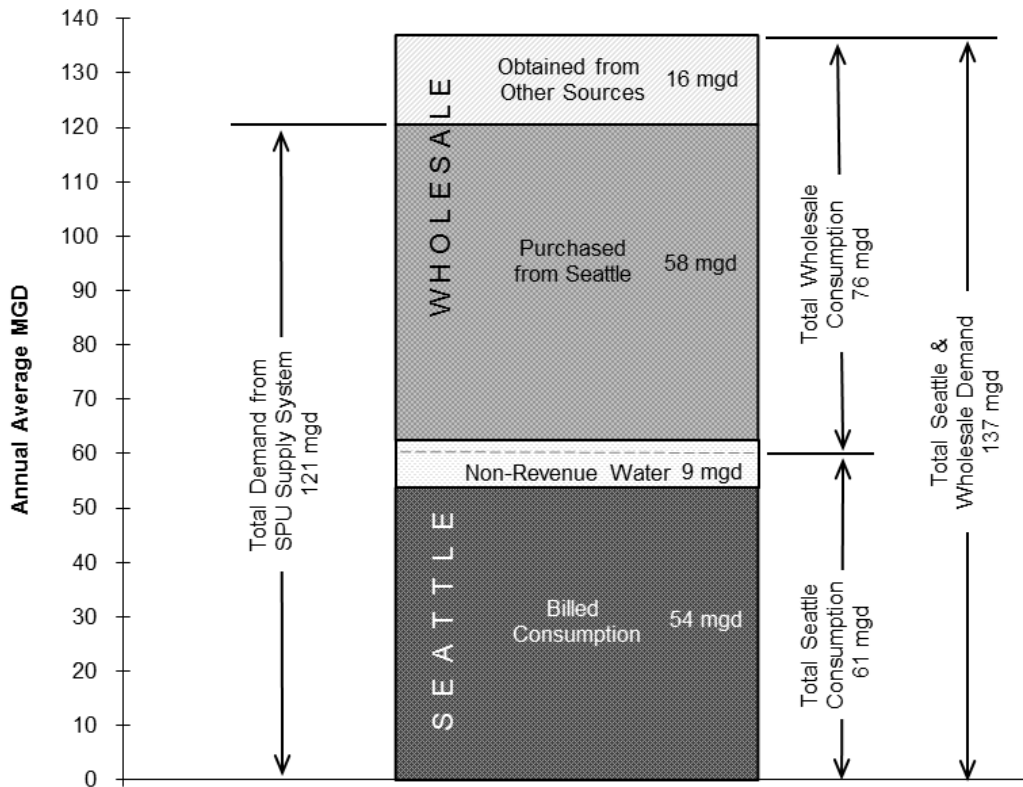 Annual Average MGD
140
130
120
110
100
90
80
70
60
50
40
30
20
10
0
Total Demand from
SPU Supply System
121 mgd
WHOLESALE
Obtained from
Other Sources
16 mgd
Purchased
from Seattle
58 mgd
Non-Revenue Water 9 mgd
SEATTLE
Billed
Consumption
54 mgd
Total Wholesale
Consumption
76 mgd
Total Seattle
Consumption
61 mgd
Total Seattle &
Wholesale Demand
137 mgd